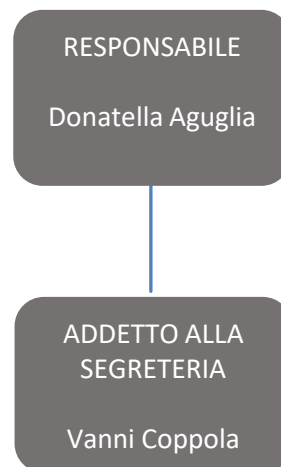 RESPONSABILE
Donatella Aguglia
ADDETTO ALLA
SEGRETERIA
Vanni Coppola